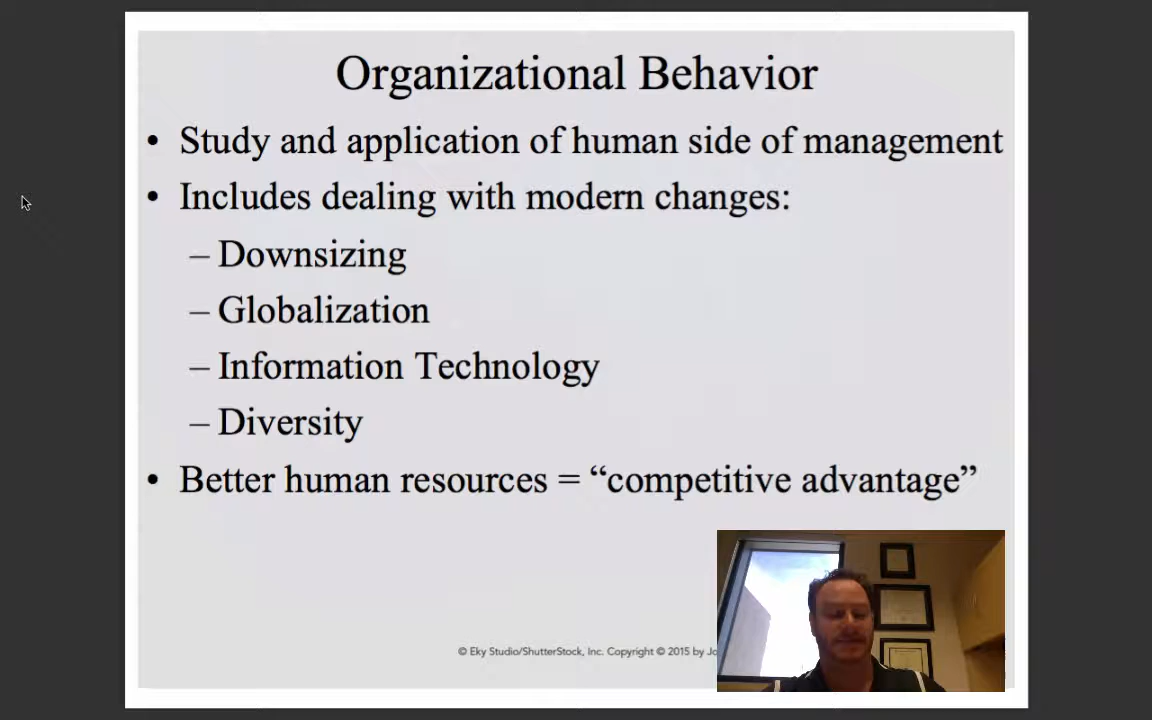 Organizational Behavior
• Study and application of human side of management
• Includes dealing with modern changes:
– Downsizing
– Globalization
– Information Technology
– Diversity
• Better human resources = “competitive advantage”
© Eky Studio/ShutterStock, Inc. Copyright © 2015 by